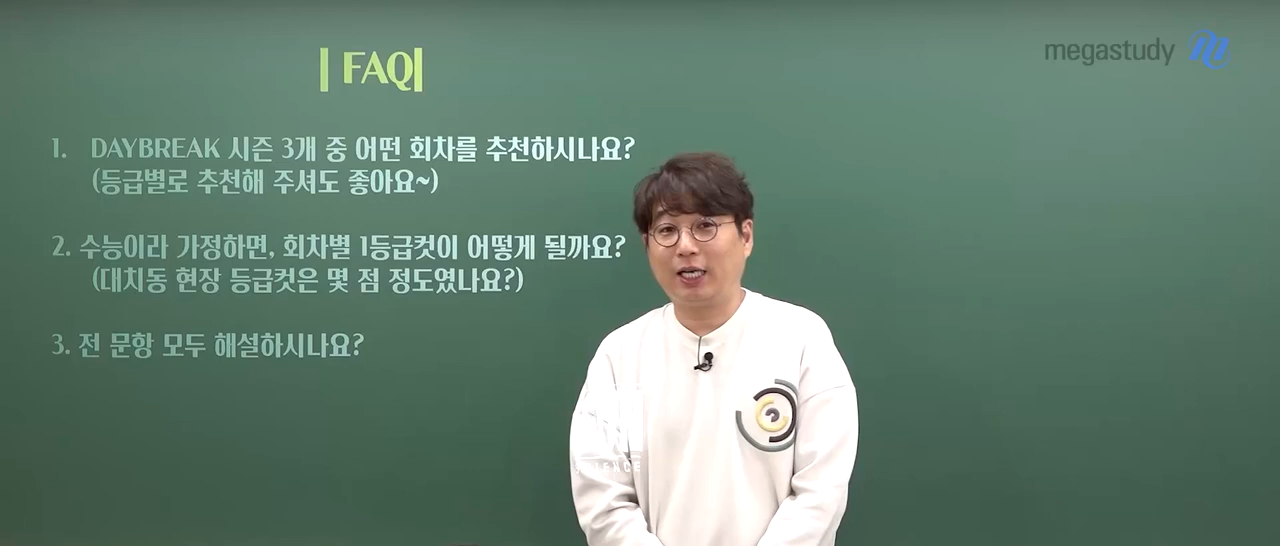 FAQ
megastudy
1. DAYBREAK 시즌 3개 중 어떤 회차를 추천하시나요?
(등급별로 추천해 주셔도 좋아요~)
2. 수능이라 가정하면, 회차별 1등급컷이 어떻게 될까요?
(대치동 현장 등급컷은 몇 점 정도였나요?)
3. 전 문항 모두 해설하시나요?
SCIENCE